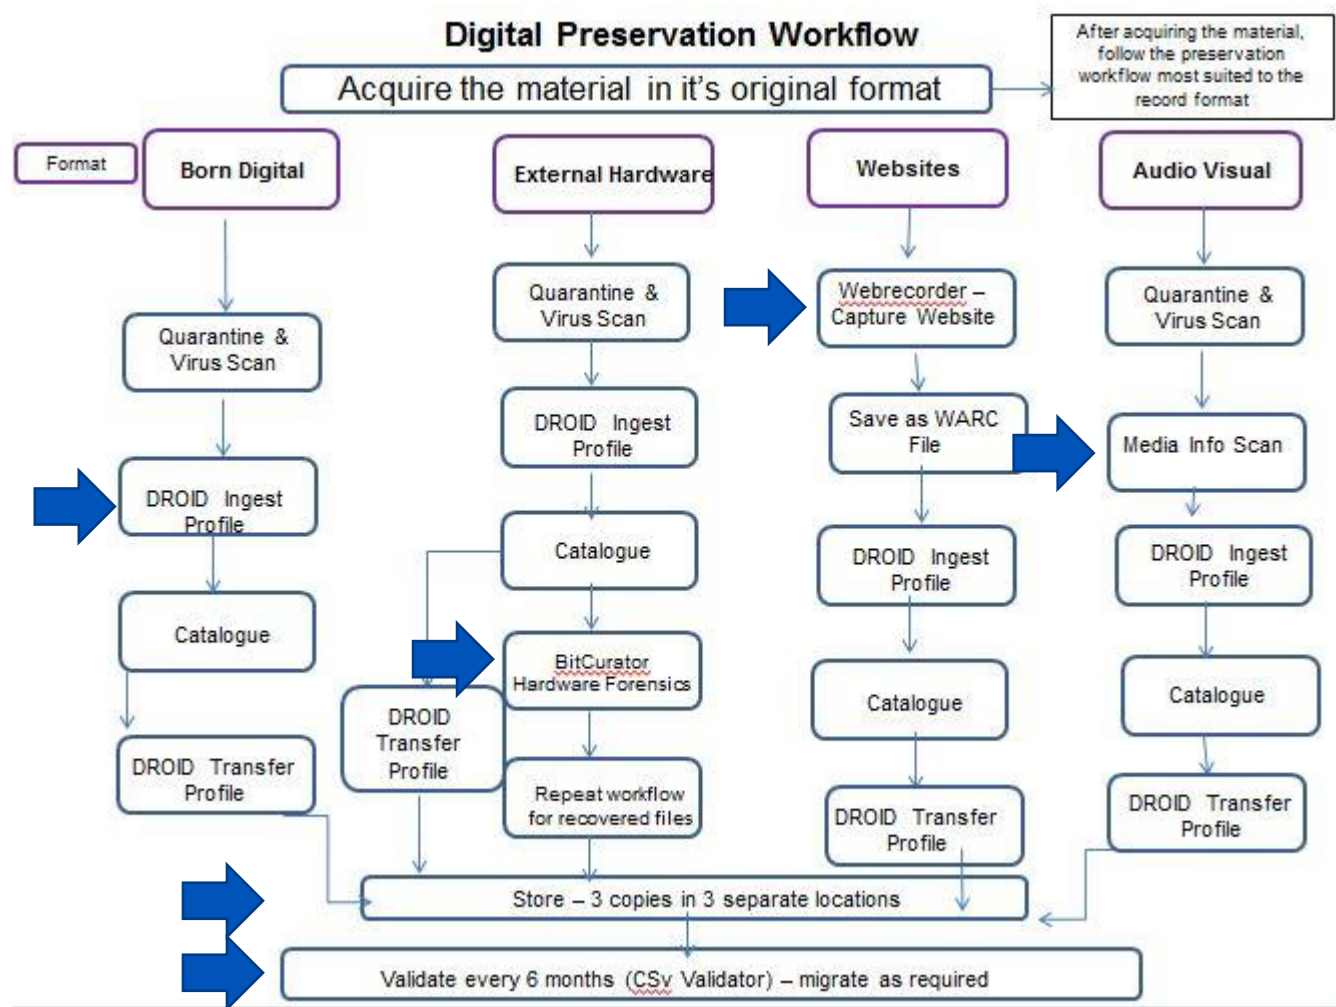 Digital Preservation Workflow
Acquire the material in it's original format
After acquiring the material,
follow the preservation
workflow most suited to the
record format
Format
Born Digital
Quarantine &
Virus Scan
DROID Ingest
Profile
Catalogue
DROID Transfer
Profile
External Hardware
Quarantine &
Virus Scan
DROID Ingest
Profile
Catalogue
DROID
Transfer
Profile
BitCurator
Hardware Forensics
Repeat workflow
for recovered files
Websites
Webrecorder –
Capture Website
Save as WARC
File
DROID Ingest
Profile
Catalogue
DROID Transfer
Profile
Audio Visual
Quarantine &
Virus Scan
Media Info Scan
DROID Ingest
Profile
Catalogue
DROID Transfer
Profile
Store – 3 copies in 3 separate locations
Validate every 6 months (CSv Validator) – migrate as required